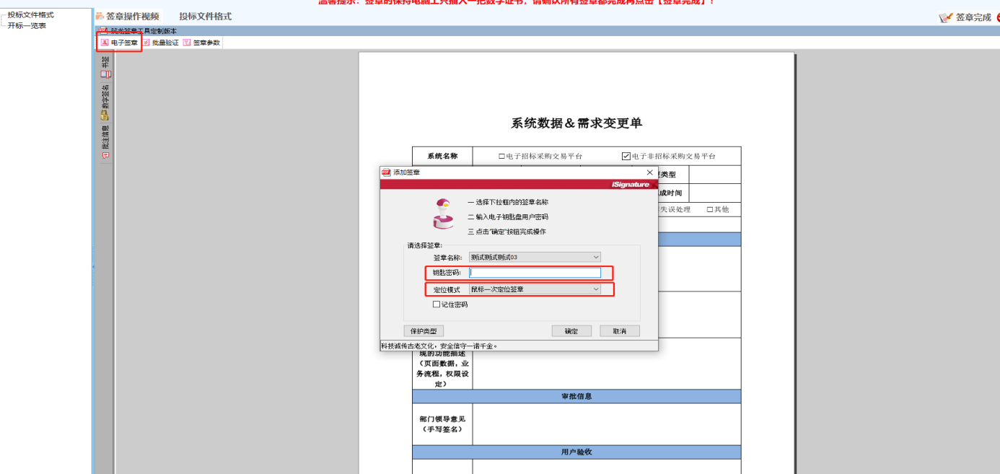 温馨提示：签章的保持电脑上只插入一把数字证书，请确认所有签章都完成再点击【签章完成】！
投标文件格式
开标一览表
签章操作视频
投标文件格式
签章完成
筑龙签章工具定制版本
电子签章
批量验证
签章参数
书签
数字签名
批注信息
系统数据＆需求变更单
系统名称
□电子招标采购交易平台
☑电子非招标采购交易平台
类型
成时间
失误处理
□其他
添加签章
iSignature
一 选择下拉框内的签章名称
二 输入电子钥匙盘用户密码
三 点击"确定"按钮完成操作
请选择签章:
签章名称:
测试测试测试03
钥匙密码:
定位模式
鼠标一次定位签章
□记住密码
保护类型
确定
取消
科技诚传古老文化，安全信守一诺千金。
现的功能描述
（页面数据，业
务流程，权限设
定）
审批信息
部门领导意见
（手写签名）
用户验收